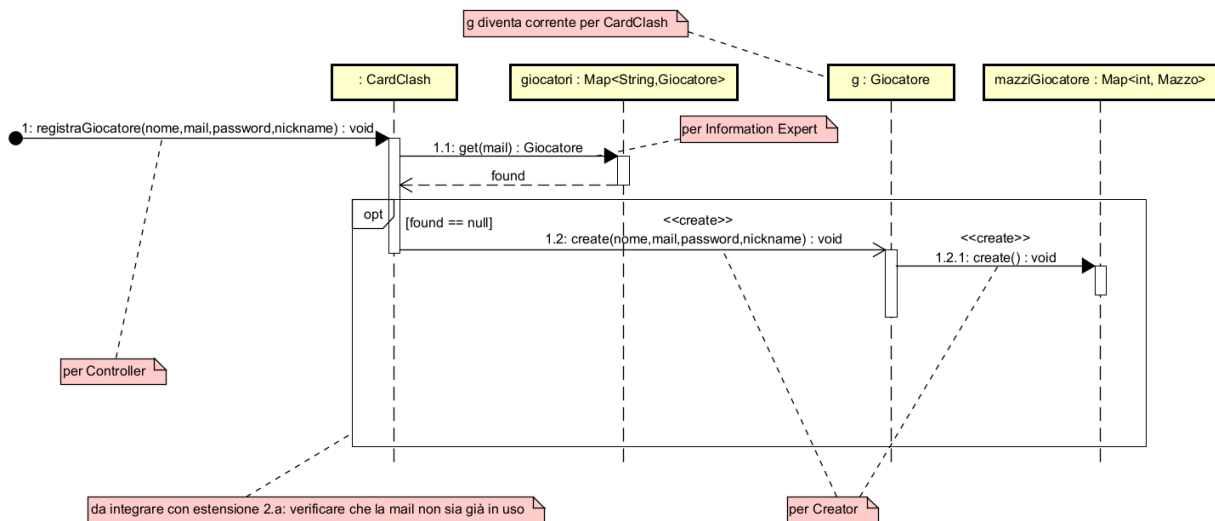 g diventa corrente per CardClash
: CardClash
giocatori : Map<String,Giocatore>
g : Giocatore
mazziGiocatore : Map<int, Mazzo>
1: registraGiocatore(nome,mail,password,nickname) : void
per Information Expert
1.1: get(mail) : Giocatore
found
opt
[found == null]
<<create>>
1.2: create(nome,mail,password,nickname) : void
<<create>>
1.2.1: create() : void
per Controller
da integrare con estensione 2.a: verificare che la mail non sia già in uso
per Creator